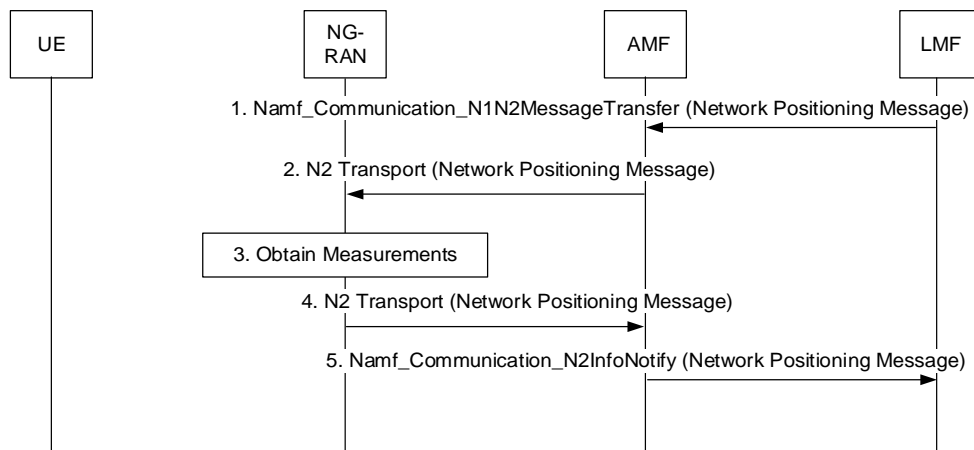 UE
NG-
RAN
AMF
LMF
1. Namf_Communication_N1N2MessageTransfer (Network Positioning Message)
2. N2 Transport (Network Positioning Message)
3. Obtain Measurements
4. N2 Transport (Network Positioning Message)
5. Namf_Communication_N2InfoNotify (Network Positioning Message)